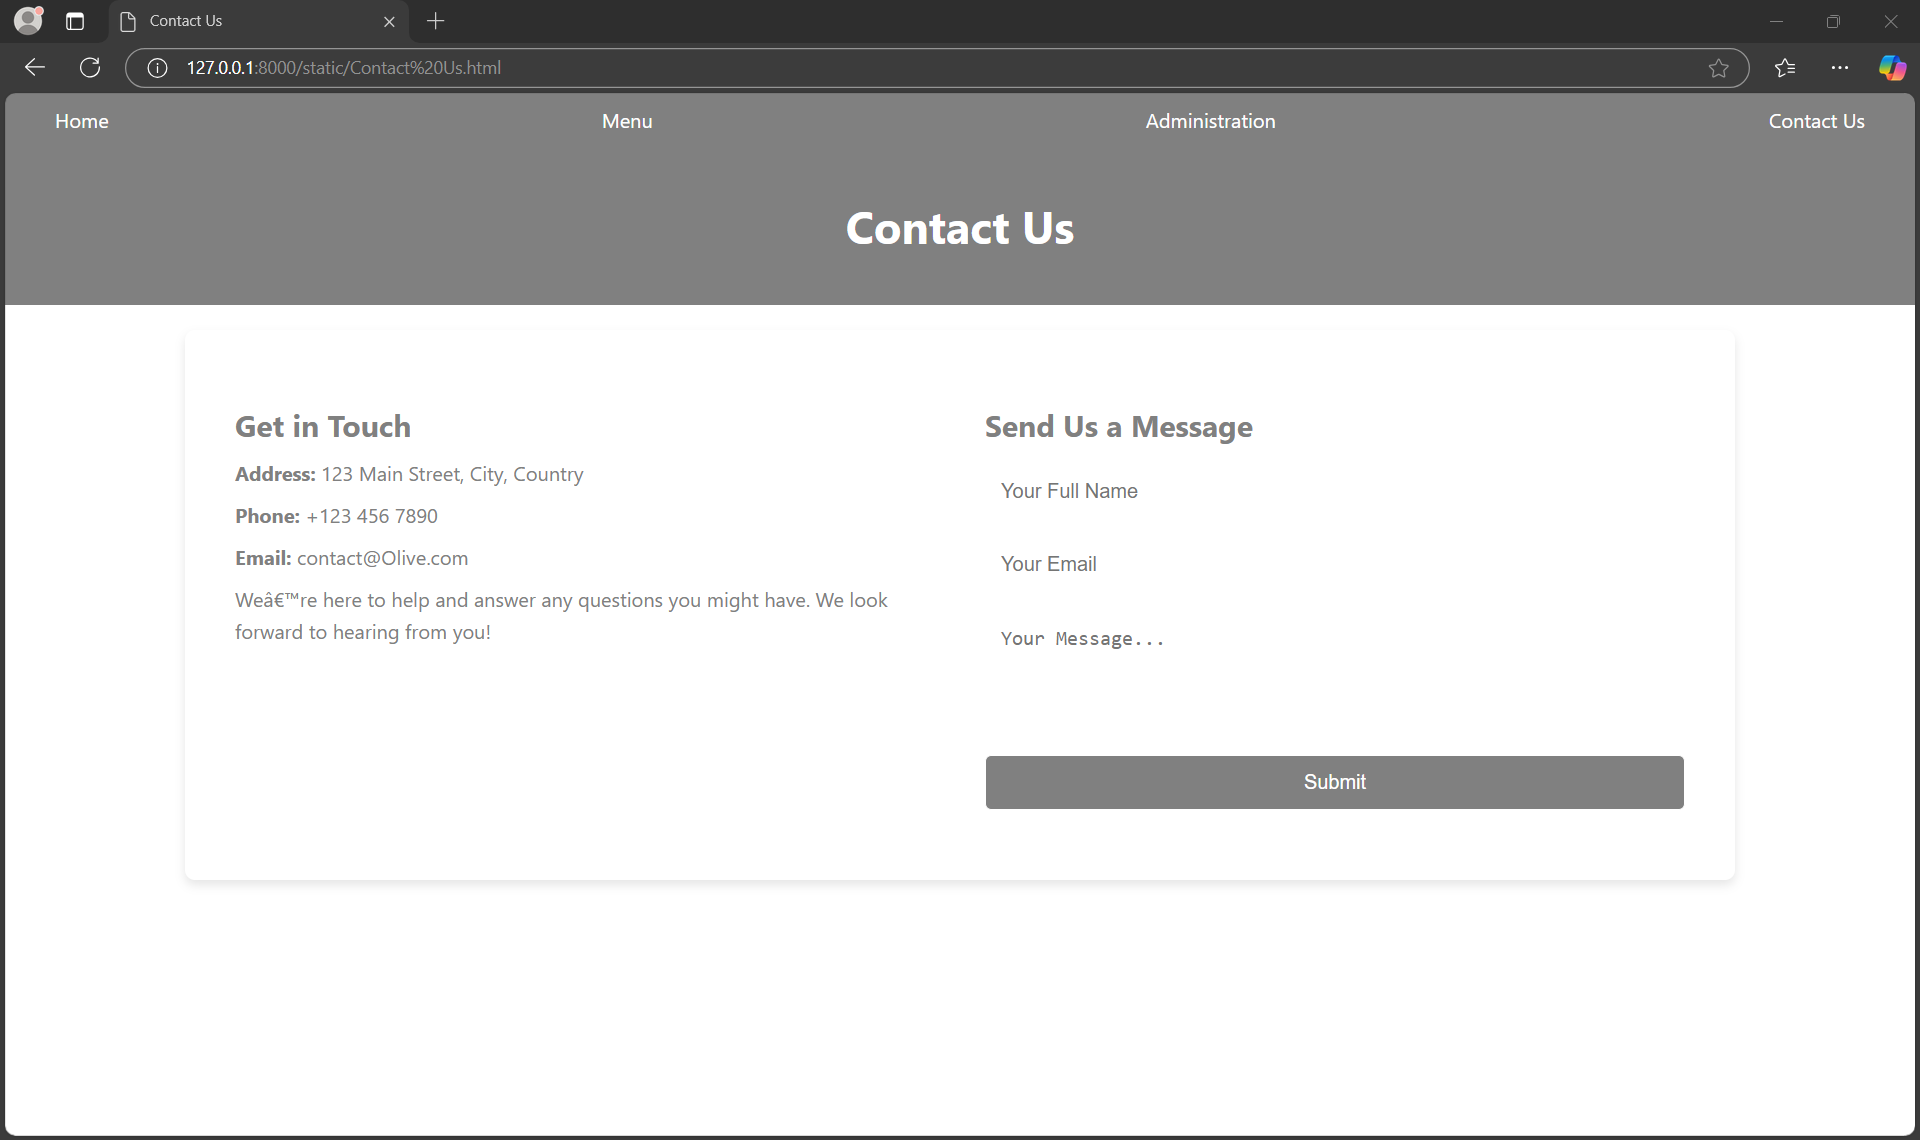 Contact Us
127.0.0.1:8000/static/Contact%20Us.html
Home
Menu
Administration
Contact Us
Contact Us
Get in Touch
Address: 123 Main Street, City, Country
Phone: +123 456 7890
Email: contact@Olive.com
Weâ€™re here to help and answer any questions you might have. We look
forward to hearing from you!
Send Us a Message
Your Full Name
Your Email
Your Message...
Submit